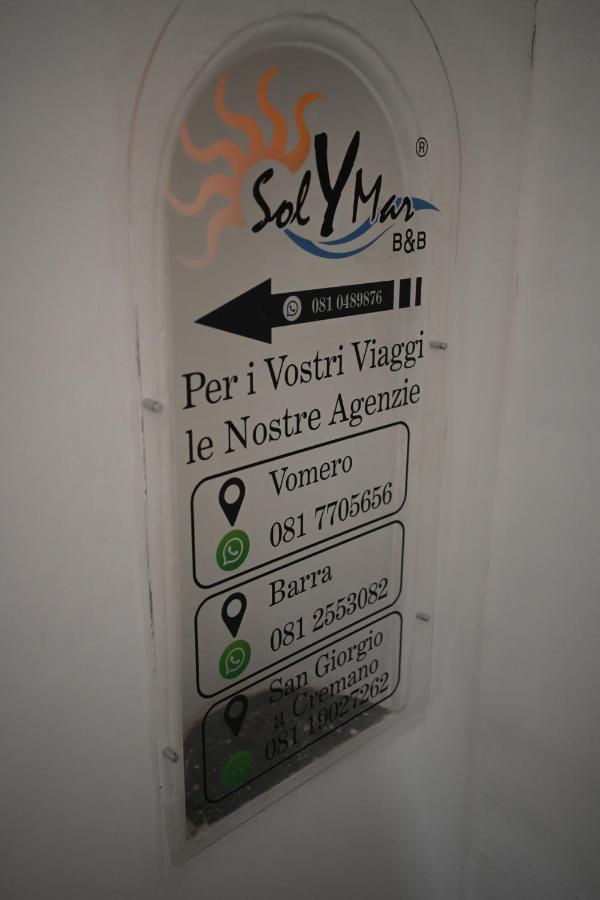 Sol Y Mar ®
B&B
081 0489876
Per i Vostri Viaggi
le Nostre Agenzie
Vomero
081 7705656
Barra
081 2553082
San Giorgio
a Cremano
081 19027262